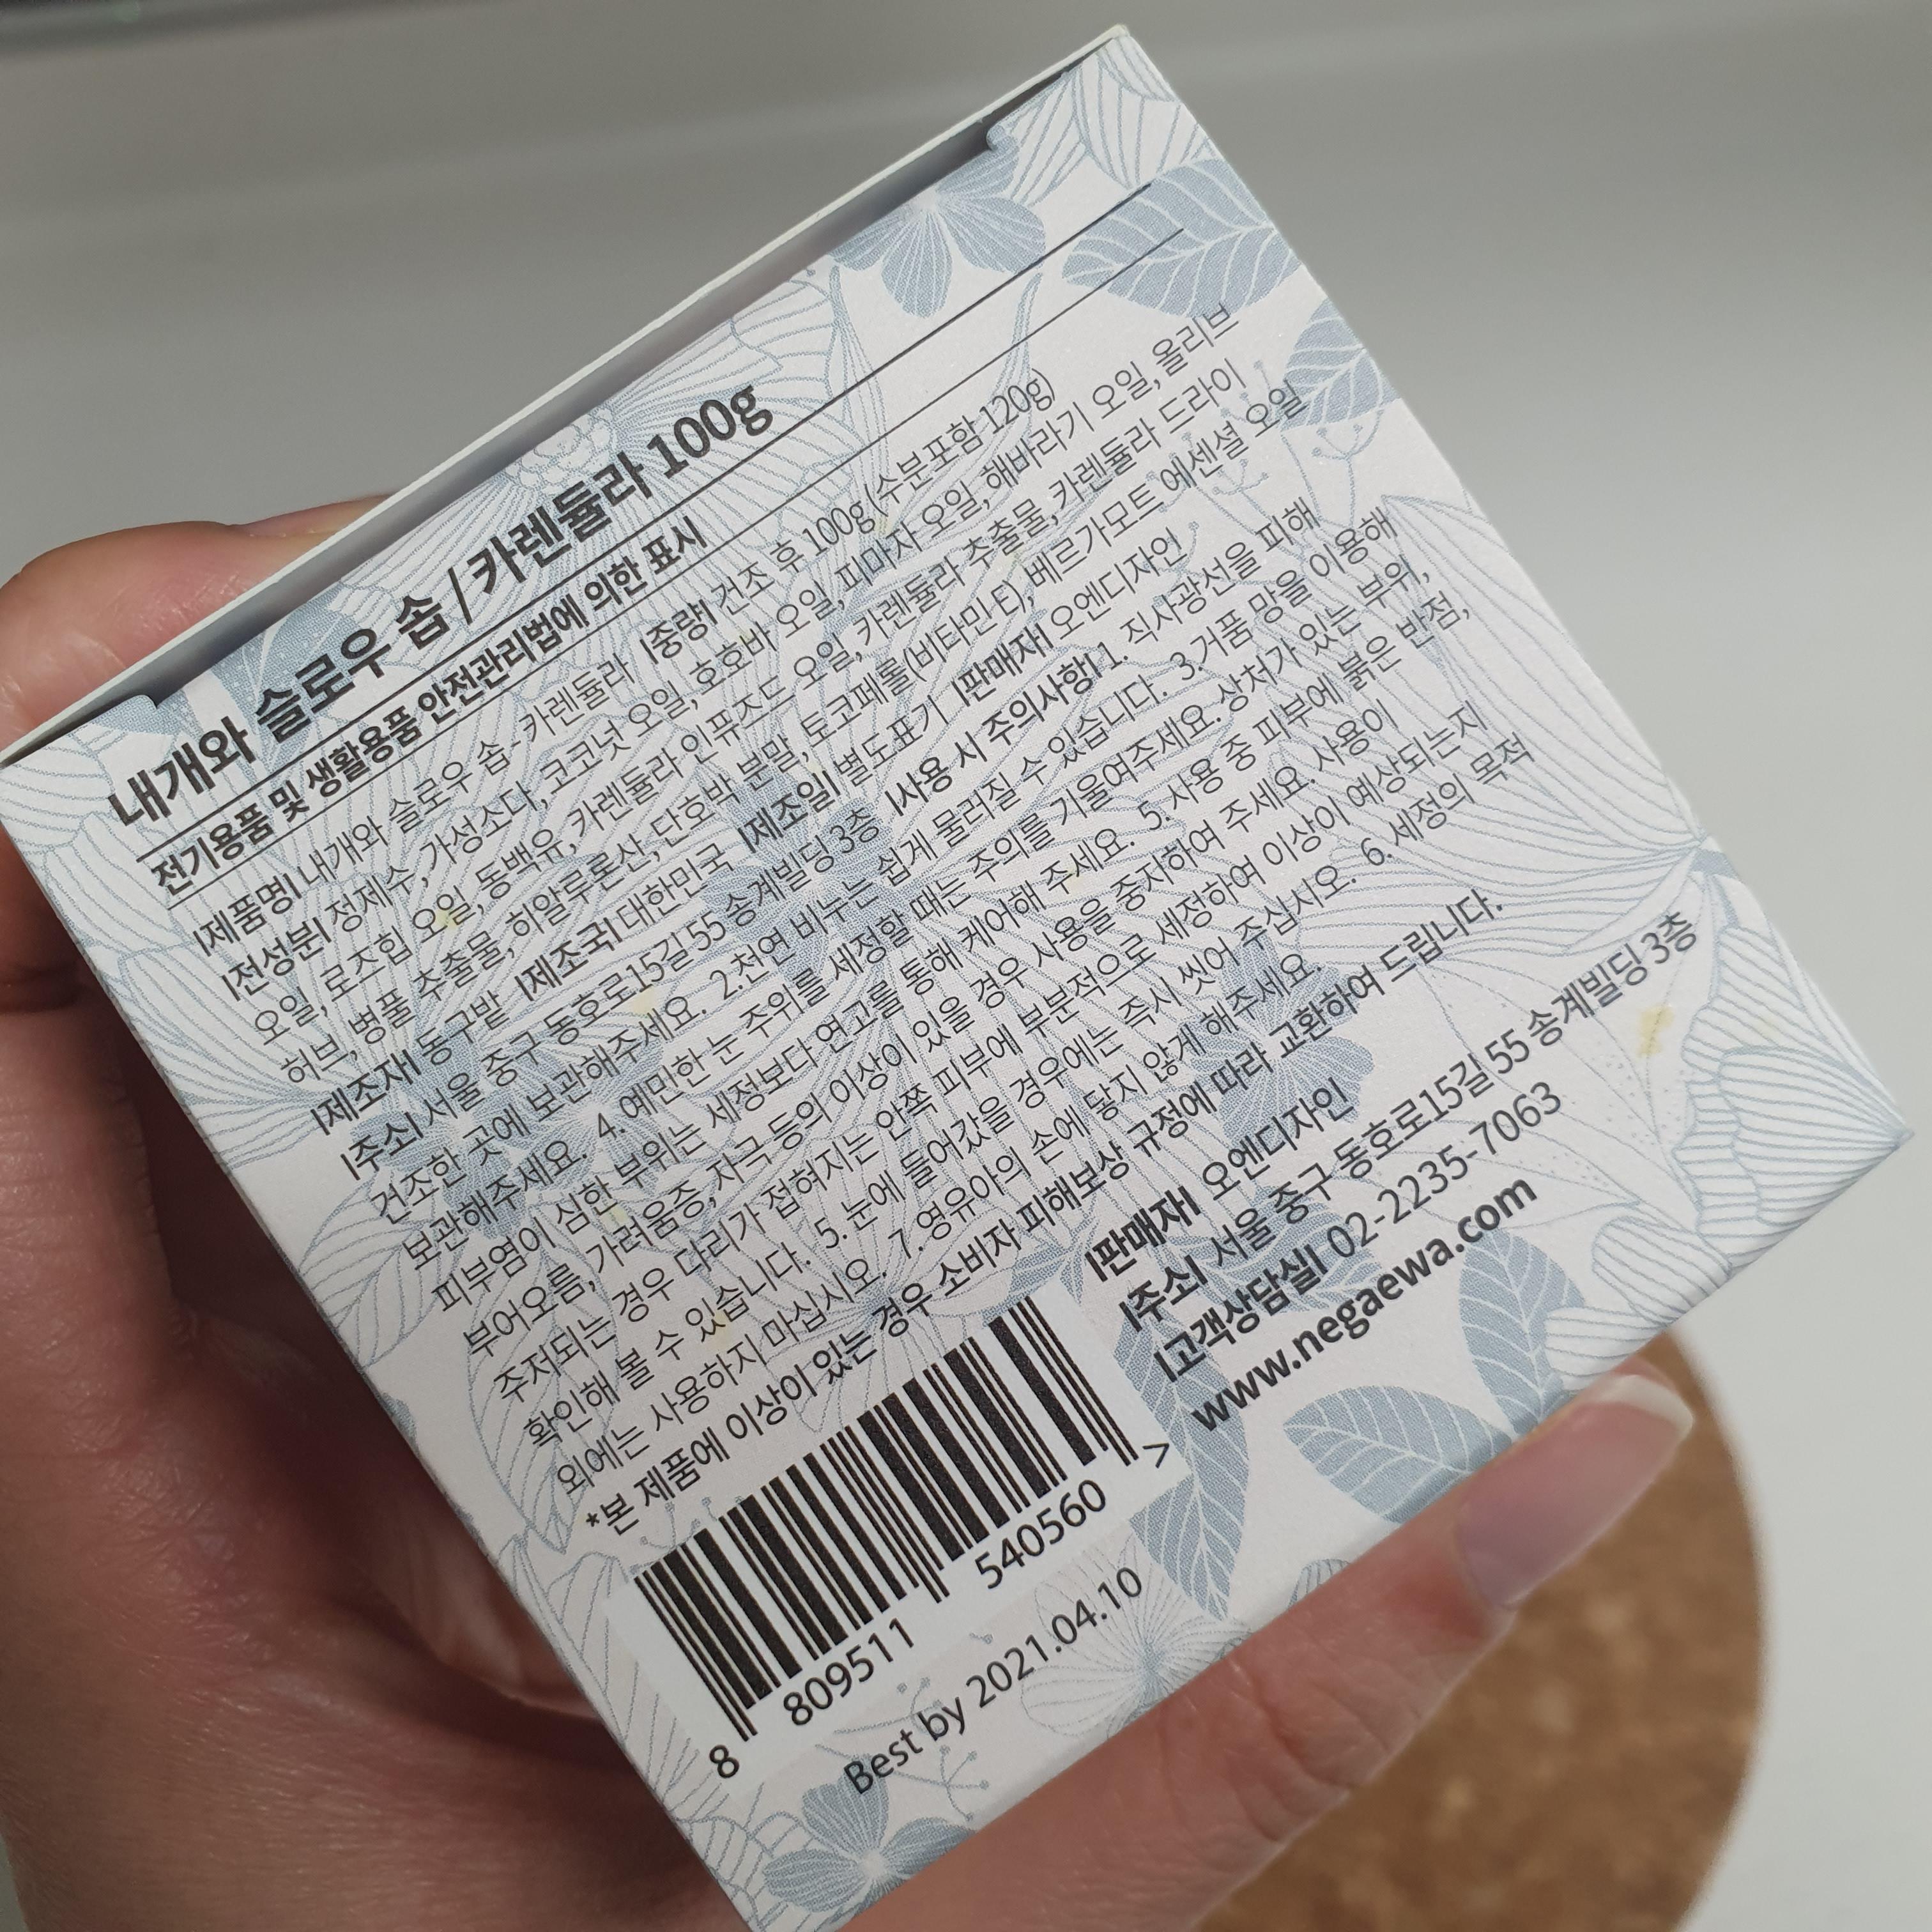 내개와 슬로우 솝 / 카렌듈라 100g
전기용품 및 생활용품 안전관리법에 의한 표시
|제품명| 내개와 슬로우 솝 - 카렌듈라 |중량| 건조 후 100g (수분포함 120g)
|전성분| 정제수, 가성소다, 코코넛 오일, 호호바 오일, 피마자 오일, 해바라기 오일, 올리브
오일, 로즈힙 오일, 동백유, 카렌듈라 인퓨즈드 오일, 카렌듈라 추출물, 카렌듈라 드라이
허브, 병풀 추출물, 히알루론산, 단호박 분말, 토코페롤(비타민 E), 베르가모트 에센셜 오일
|제조자| 동구밭 |제조국| 대한민국 |제조일| 별도표기 |판매자| 오엔디자인
|주소| 서울 중구 동호로15길 55 송계빌딩 3층 |사용 시 주의사항| 1. 직사광선을 피해
건조한 곳에 보관해주세요. 2.천연 비누는 쉽게 물러질 수 있습니다. 3.거품 망을 이용해
보관해주세요. 4. 예민한 눈 주위를 세정할 때는 주의를 기울여주세요. 상처가 있는 부위,
피부염이 심한 부위는 세정보다 연고를 통해 케어해 주세요. 5. 사용 중 피부에 붉은 반점,
부어오름, 가려움증, 자극 등의 이상이 있을 경우 사용을 중지하여 주세요. 사용이
주저되는 경우 다리가 접혀지는 안쪽 피부에 부분적으로 세정하여 이상이 예상되는지
확인해 볼 수 있습니다. 5. 눈에 들어갔을 경우에는 즉시 씻어 주십시오. 6. 세정의 목적
외에는 사용하지 마십시오. 7.영유아의 손에 닿지 않게 해주세요.
*본 제품에 이상이 있는 경우 소비자 피해보상 규정에 따라 교환하여 드립니다.
|판매자| 오엔디자인
|주소| 서울 중구 동호로15길 55 송계빌딩 3층
|고객상담실| 02-2235-7063
www.negaewa.com
8 809511 540560 >
Best by 2021.04.10